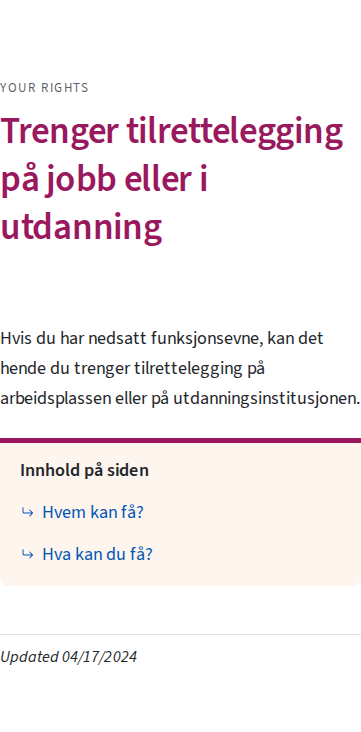 YOUR RIGHTS
Trenger tilrettelegging
på jobb eller i
utdanning
Hvis du har nedsatt funksjonsevne, kan det
hende du trenger tilrettelegging på
arbeidsplassen eller på utdanningsinstitusjonen.
Innhold på siden
Hvem kan få?
Hva kan du få?
Updated 04/17/2024